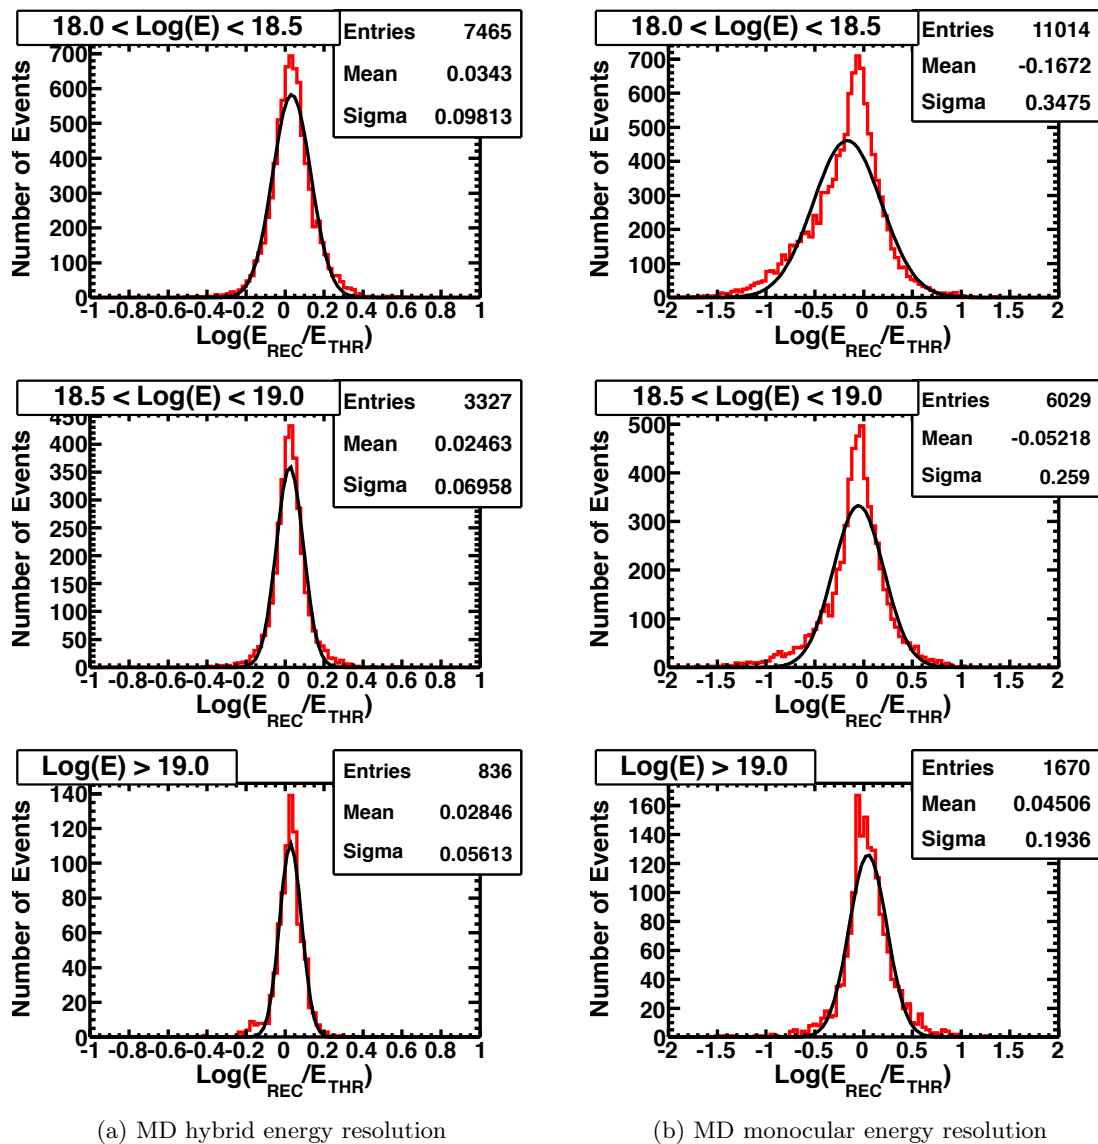 18.0 < Log(E) < 18.5
Entries 7465
Mean 0.0343
Sigma 0.09813
Number of Events
700
600
500
400
300
200
100
0
-1 -0.8 -0.6 -0.4 -0.2 0 0.2 0.4 0.6 0.8 1
Log(E_REC/E_THR)
18.0 < Log(E) < 18.5
Entries 11014
Mean -0.1672
Sigma 0.3475
Number of Events
700
600
500
400
300
200
100
0
-2 -1.5 -1 -0.5 0 0.5 1 1.5 2
Log(E_REC/E_THR)
18.5 < Log(E) < 19.0
Entries 3327
Mean 0.02463
Sigma 0.06958
Number of Events
450
400
350
300
250
200
150
100
50
0
-1 -0.8 -0.6 -0.4 -0.2 0 0.2 0.4 0.6 0.8 1
Log(E_REC/E_THR)
18.5 < Log(E) < 19.0
Entries 6029
Mean -0.05218
Sigma 0.259
Number of Events
500
400
300
200
100
0
-2 -1.5 -1 -0.5 0 0.5 1 1.5 2
Log(E_REC/E_THR)
Log(E) > 19.0
Entries 836
Mean 0.02846
Sigma 0.05613
Number of Events
140
120
100
80
60
40
20
0
-1 -0.8 -0.6 -0.4 -0.2 0 0.2 0.4 0.6 0.8 1
Log(E_REC/E_THR)
Log(E) > 19.0
Entries 1670
Mean 0.04506
Sigma 0.1936
Number of Events
160
140
120
100
80
60
40
20
0
-2 -1.5 -1 -0.5 0 0.5 1 1.5 2
Log(E_REC/E_THR)
(a) MD hybrid energy resolution
(b) MD monocular energy resolution